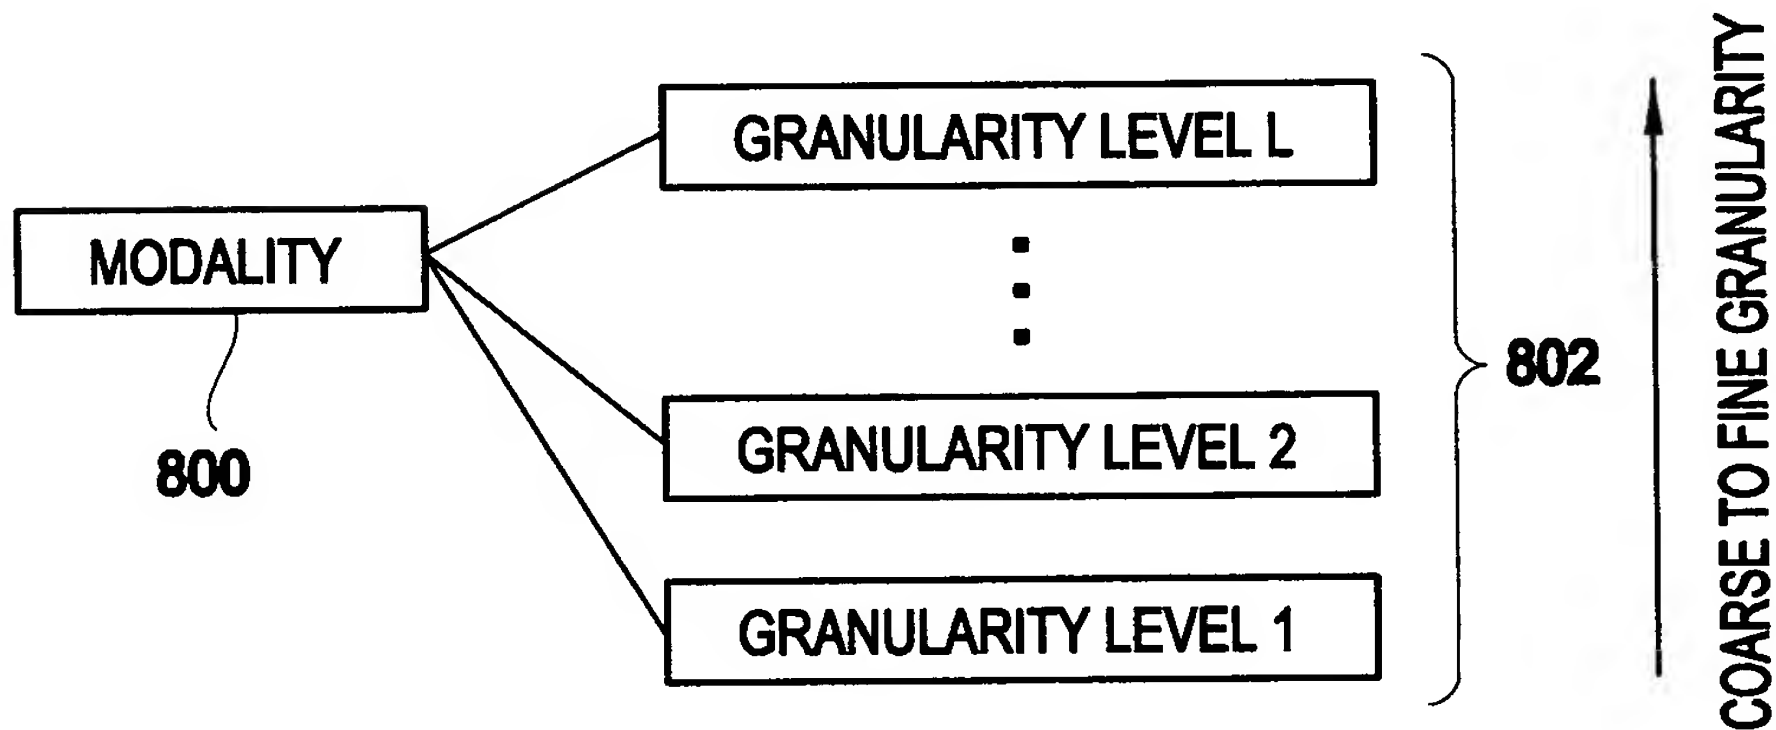 GRANULARITY LEVEL L
MODALITY
800
GRANULARITY LEVEL 2
GRANULARITY LEVEL 1
802
COARSE TO FINE GRANULARITY